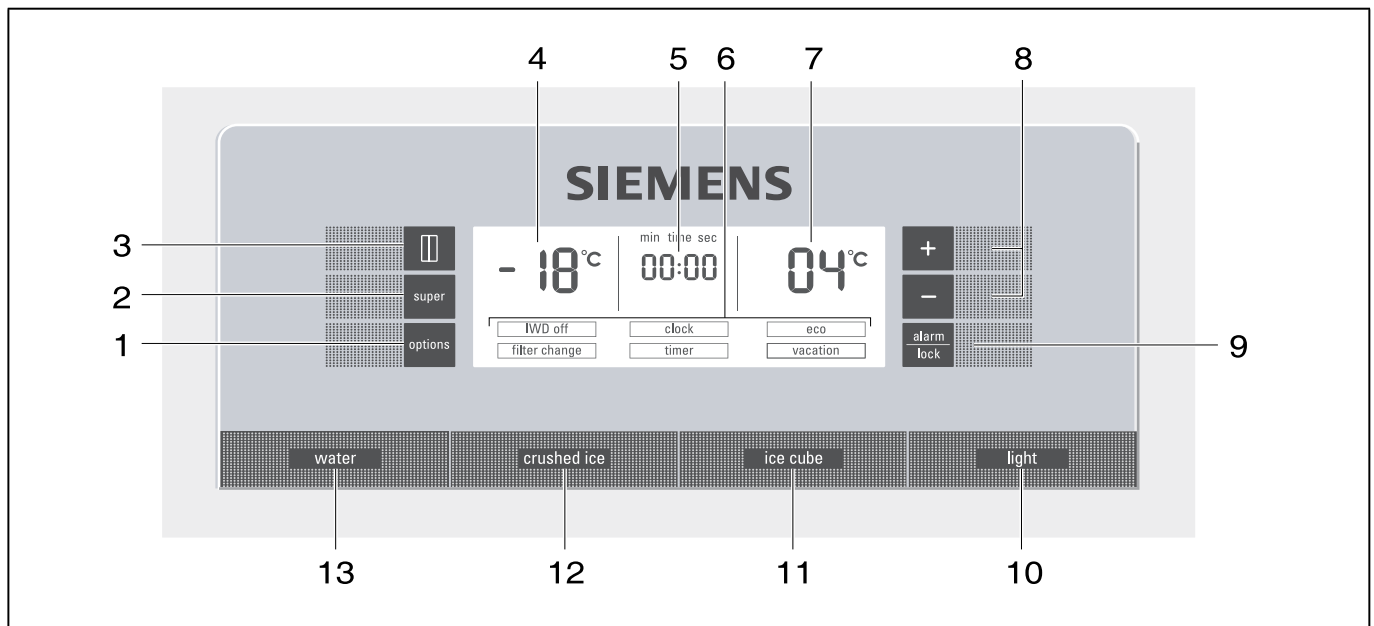 4 5 6 7 8
SIEMENS
min time sec
3 -18°C 00:00 04°C +
2 super −
1 options IWD off clock eco alarm
filter change timer vacation lock 9
water crushed ice ice cube light
13 12 11 10